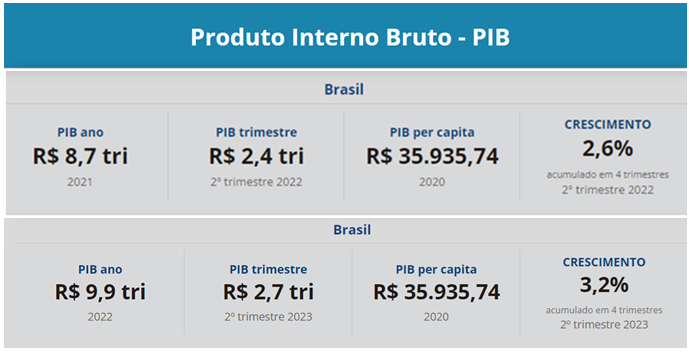 Produto Interno Bruto - PIB
Brasil
PIB ano
R$ 8,7 tri
2021
PIB trimestre
R$ 2,4 tri
2º trimestre 2022
PIB per capita
R$ 35.935,74
2020
CRESCIMENTO
2,6%
acumulado em 4 trimestres
2º trimestre 2022
Brasil
PIB ano
R$ 9,9 tri
2022
PIB trimestre
R$ 2,7 tri
2º trimestre 2023
PIB per capita
R$ 35.935,74
2020
CRESCIMENTO
3,2%
acumulado em 4 trimestres
2º trimestre 2023